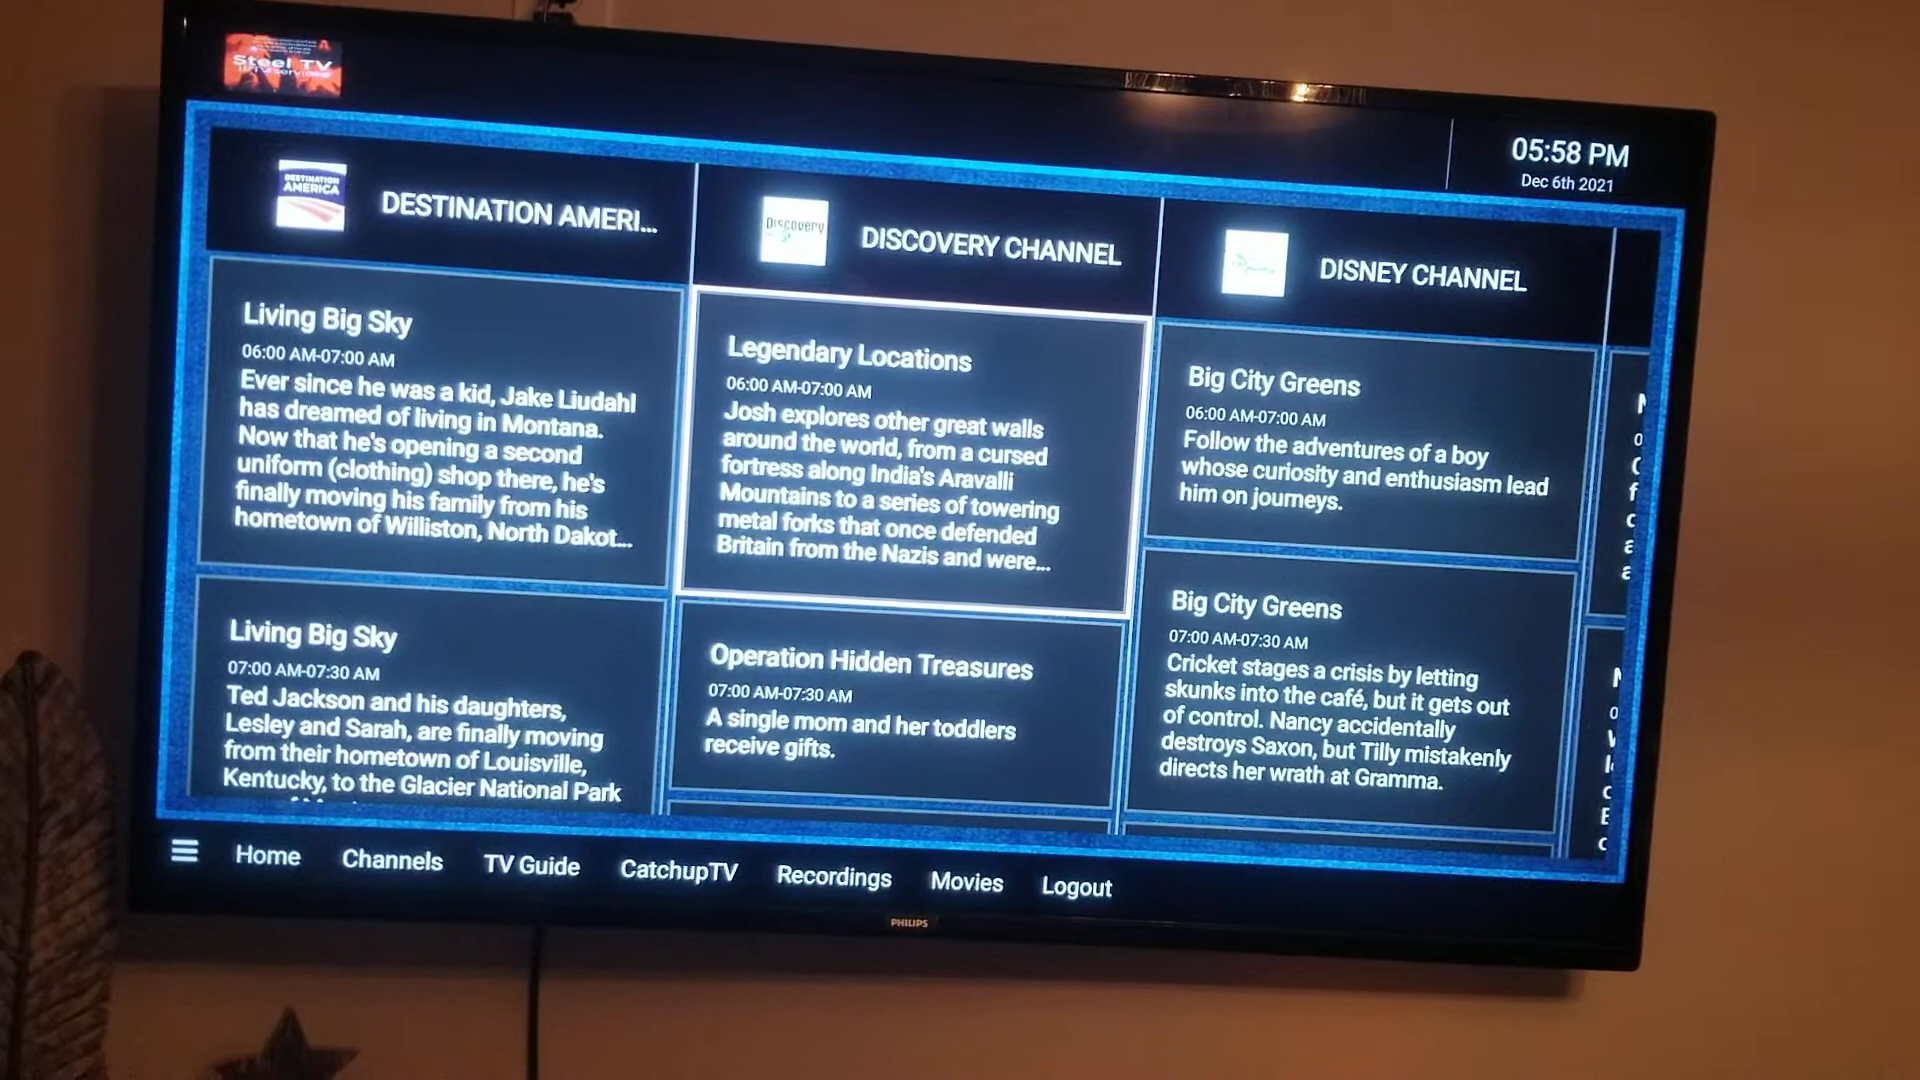 Steel TV
IPTV services
05:58 PM
Dec 6th 2021
DESTINATION
AMERICA
DESTINATION AMERI...
Living Big Sky
06:00 AM-07:00 AM
Ever since he was a kid, Jake Liudahl
has dreamed of living in Montana.
Now that he's opening a second
uniform (clothing) shop there, he's
finally moving his family from his
hometown of Williston, North Dakot...
Living Big Sky
07:00 AM-07:30 AM
Ted Jackson and his daughters,
Lesley and Sarah, are finally moving
from their hometown of Louisville,
Kentucky, to the Glacier National Park
Discovery
DISCOVERY CHANNEL
Legendary Locations
06:00 AM-07:00 AM
Josh explores other great walls
around the world, from a cursed
fortress along India's Aravalli
Mountains to a series of towering
metal forks that once defended
Britain from the Nazis and were...
Operation Hidden Treasures
07:00 AM-07:30 AM
A single mom and her toddlers
receive gifts.
DISNEY CHANNEL
Big City Greens
06:00 AM-07:00 AM
Follow the adventures of a boy
whose curiosity and enthusiasm lead
him on journeys.
Big City Greens
07:00 AM-07:30 AM
Cricket stages a crisis by letting
skunks into the café, but it gets out
of control. Nancy accidentally
destroys Saxon, but Tilly mistakenly
directs her wrath at Gramma.
Home Channels TV Guide CatchupTV Recordings Movies Logout
PHILIPS